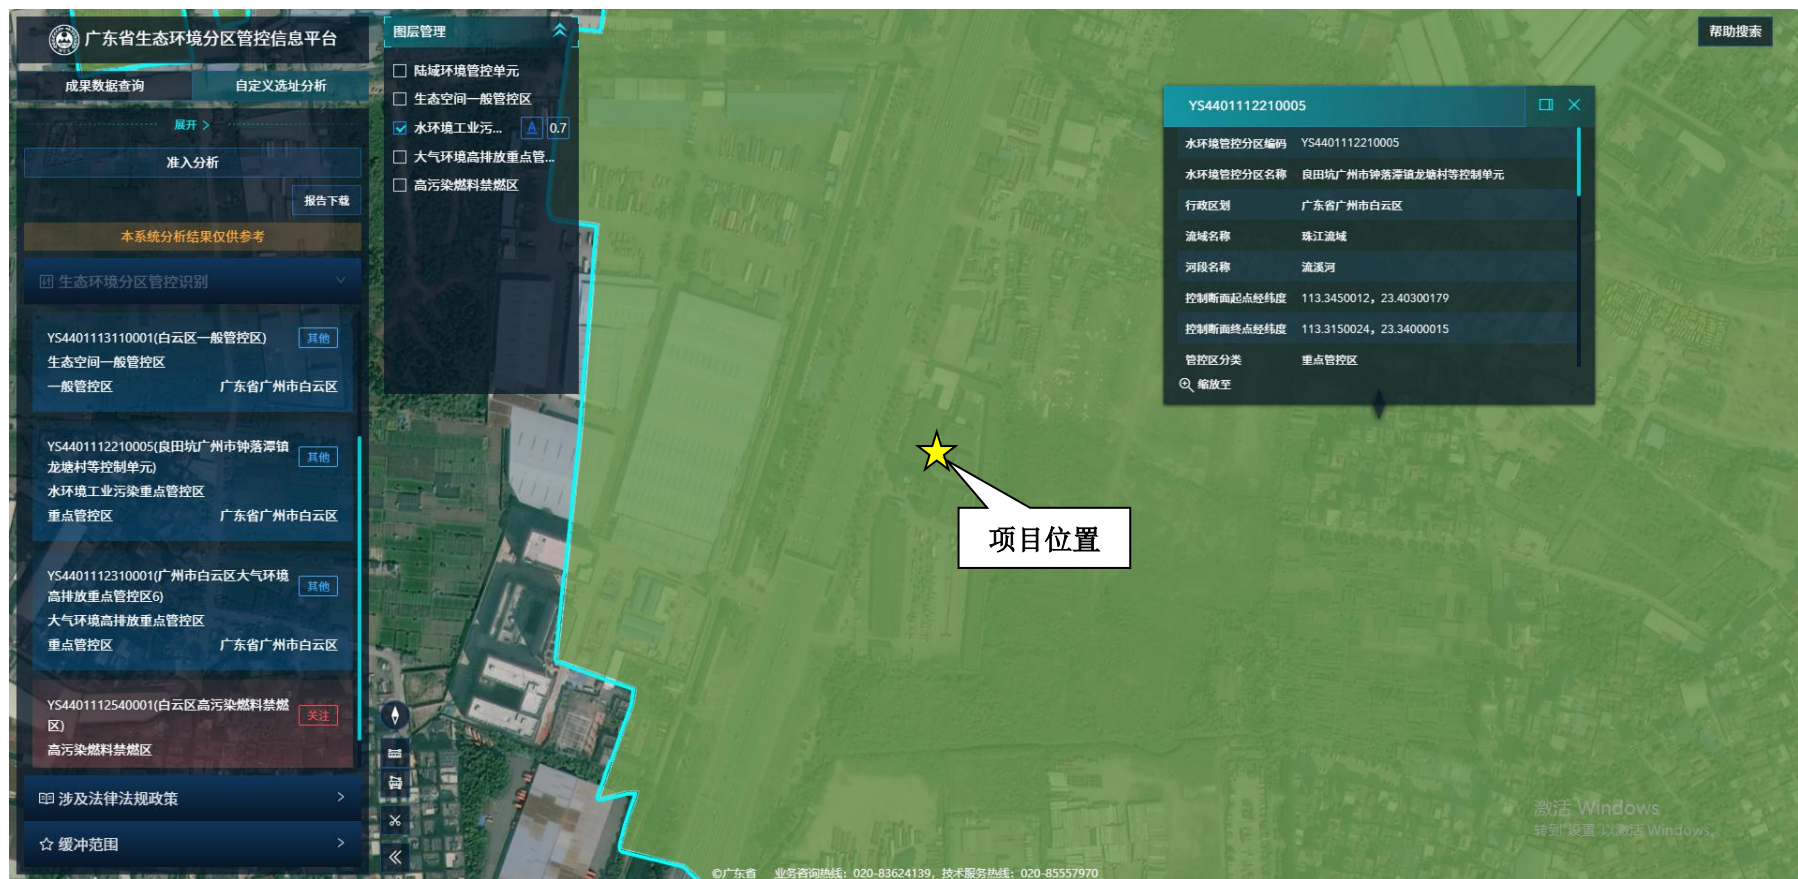 广东省生态环境分区管控信息平台
成果数据查询
自定义选址分析
展开 >
准入分析
报告下载
本系统分析结果仅供参考
生态环境分区管控识别
YS4401113110001(白云区一般管控区)
其他
生态空间一般管控区
一般管控区
广东省广州市白云区
YS4401112210005(良田坑广州市钟落潭镇
龙塘村等控制单元)
其他
水环境工业污染重点管控区
重点管控区
广东省广州市白云区
YS4401112310001(广州市白云区大气环境
高排放重点管控区6)
其他
大气环境高排放重点管控区
重点管控区
广东省广州市白云区
YS4401112540001(白云区高污染燃料禁燃
区)
关注
高污染燃料禁燃区
涉及法律法规政策
缓冲范围
图层管理
陆域环境管控单元
生态空间一般管控区
水环境工业污...
A
0.7
大气环境高排放重点管...
高污染燃料禁燃区
帮助搜索
YS4401112210005
水环境管控分区编码 YS4401112210005
水环境管控分区名称 良田坑广州市钟落潭镇龙塘村等控制单元
行政区划 广东省广州市白云区
流域名称 珠江流域
河段名称 流溪河
控制断面起点经纬度 113.3450012，23.40300179
控制断面终点经纬度 113.3150024，23.34000015
管控区分类 重点管控区
缩放至
项目位置
激活 Windows
转到"设置"以激活 Windows。
©广东省 业务咨询热线：020-83624139，技术服务热线：020-85557970